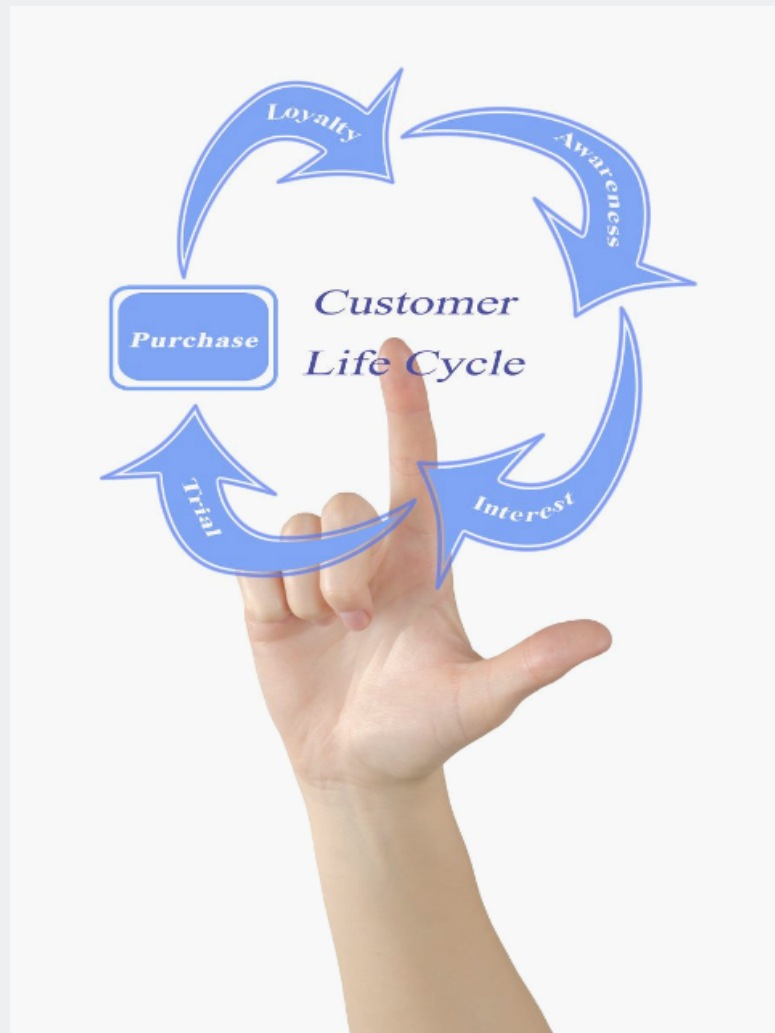 Loyalty
Awareness
Customer
Life Cycle
Purchase
Interest
Trial